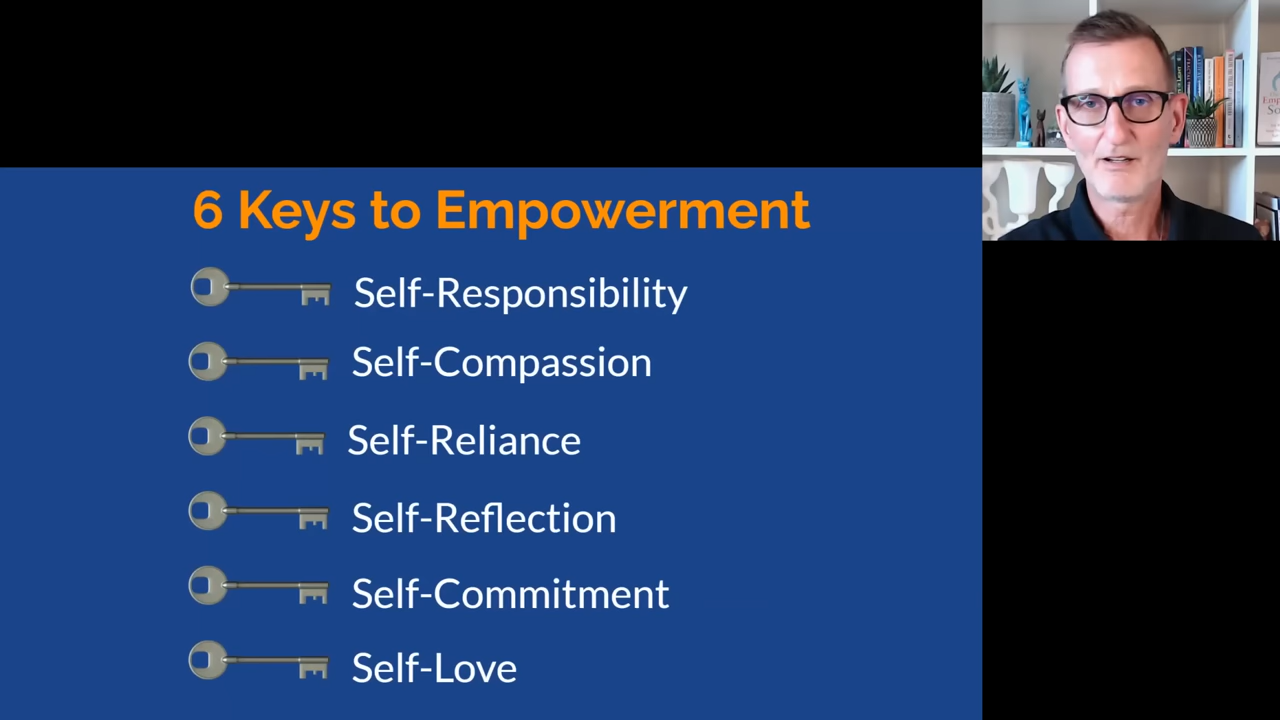 6 Keys to Empowerment
Self-Responsibility
Self-Compassion
Self-Reliance
Self-Reflection
Self-Commitment
Self-Love